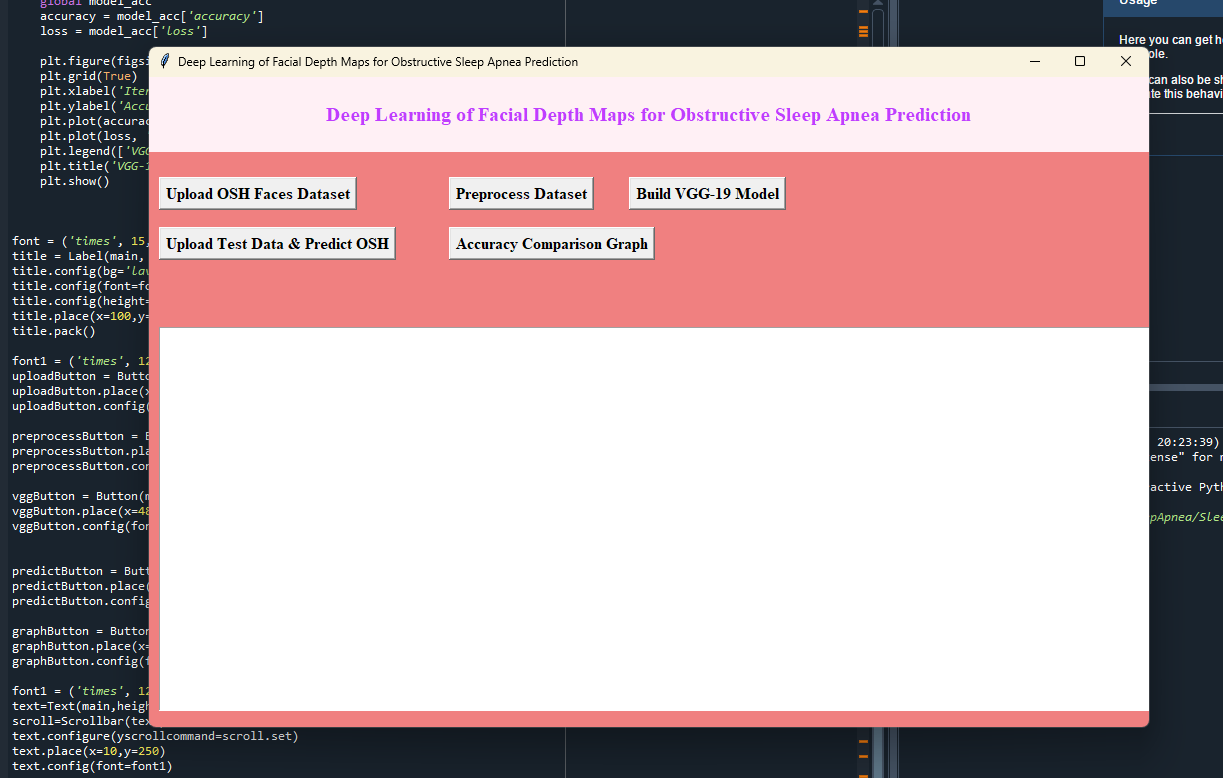 global model_acc
accuracy = model_acc['accuracy']
loss = model_acc['loss']
plt.figure(figsi
plt.grid(True)
plt.xlabel('Iter
plt.ylabel('Accu
plt.plot(accurac
plt.plot(loss,
plt.legend(['VGG
plt.title('VGG-1
plt.show()
font = ('times', 15,
title = Label(main,
title.config(bg='lav
title.config(font=fo
title.config(height=
title.place(x=100,y=
title.pack()
font1 = ('times', 12
uploadButton = Butto
uploadButton.place(x
uploadButton.config(
preprocessButton = B
preprocessButton.pla
preprocessButton.con
vggButton = Button(m
vggButton.place(x=48
vggButton.config(fon
predictButton = Butt
predictButton.place(
predictButton.config
graphButton = Button
graphButton.place(x=
graphButton.config(f
font1 = ('times', 12
text=Text(main,heigh
scroll=Scrollbar(tex
text.configure(yscrollcommand=scroll.set)
text.place(x=10,y=250)
text.config(font=font1)
Deep Learning of Facial Depth Maps for Obstructive Sleep Apnea Prediction
Deep Learning of Facial Depth Maps for Obstructive Sleep Apnea Prediction
Upload OSH Faces Dataset
Preprocess Dataset
Build VGG-19 Model
Upload Test Data & Predict OSH
Accuracy Comparison Graph
Usage
Here you can get he
ole.
can also be sh
te this behavi
20:23:39)
ense" for
active Pyth
pApnea/Slee